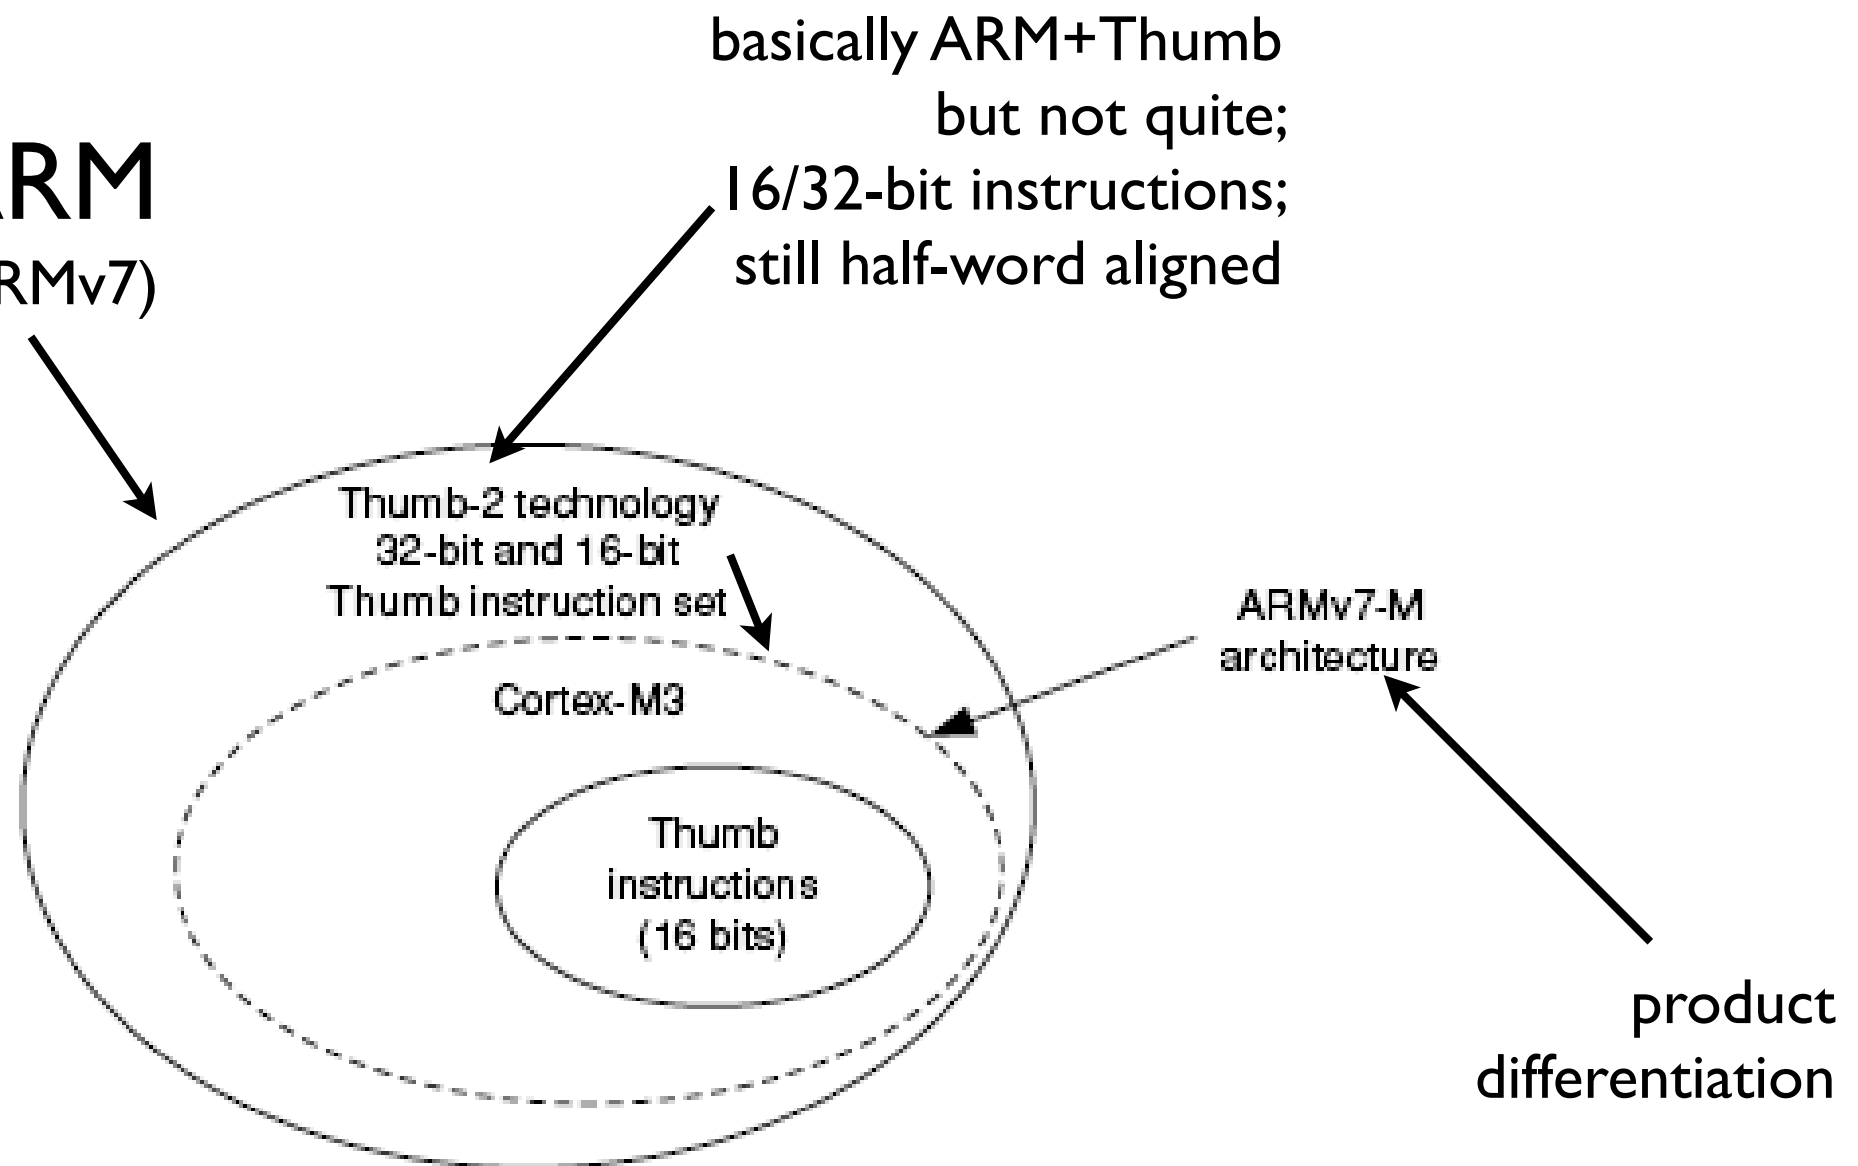 basically ARM+Thumb
but not quite;
16/32-bit instructions;
still half-word aligned
ARM
RMv7)
Thumb-2 technology
32-bit and 16-bit
Thumb instruction set
ARMv7-M
architecture
Cortex-M3
Thumb
instructions
(16 bits)
product
differentiation